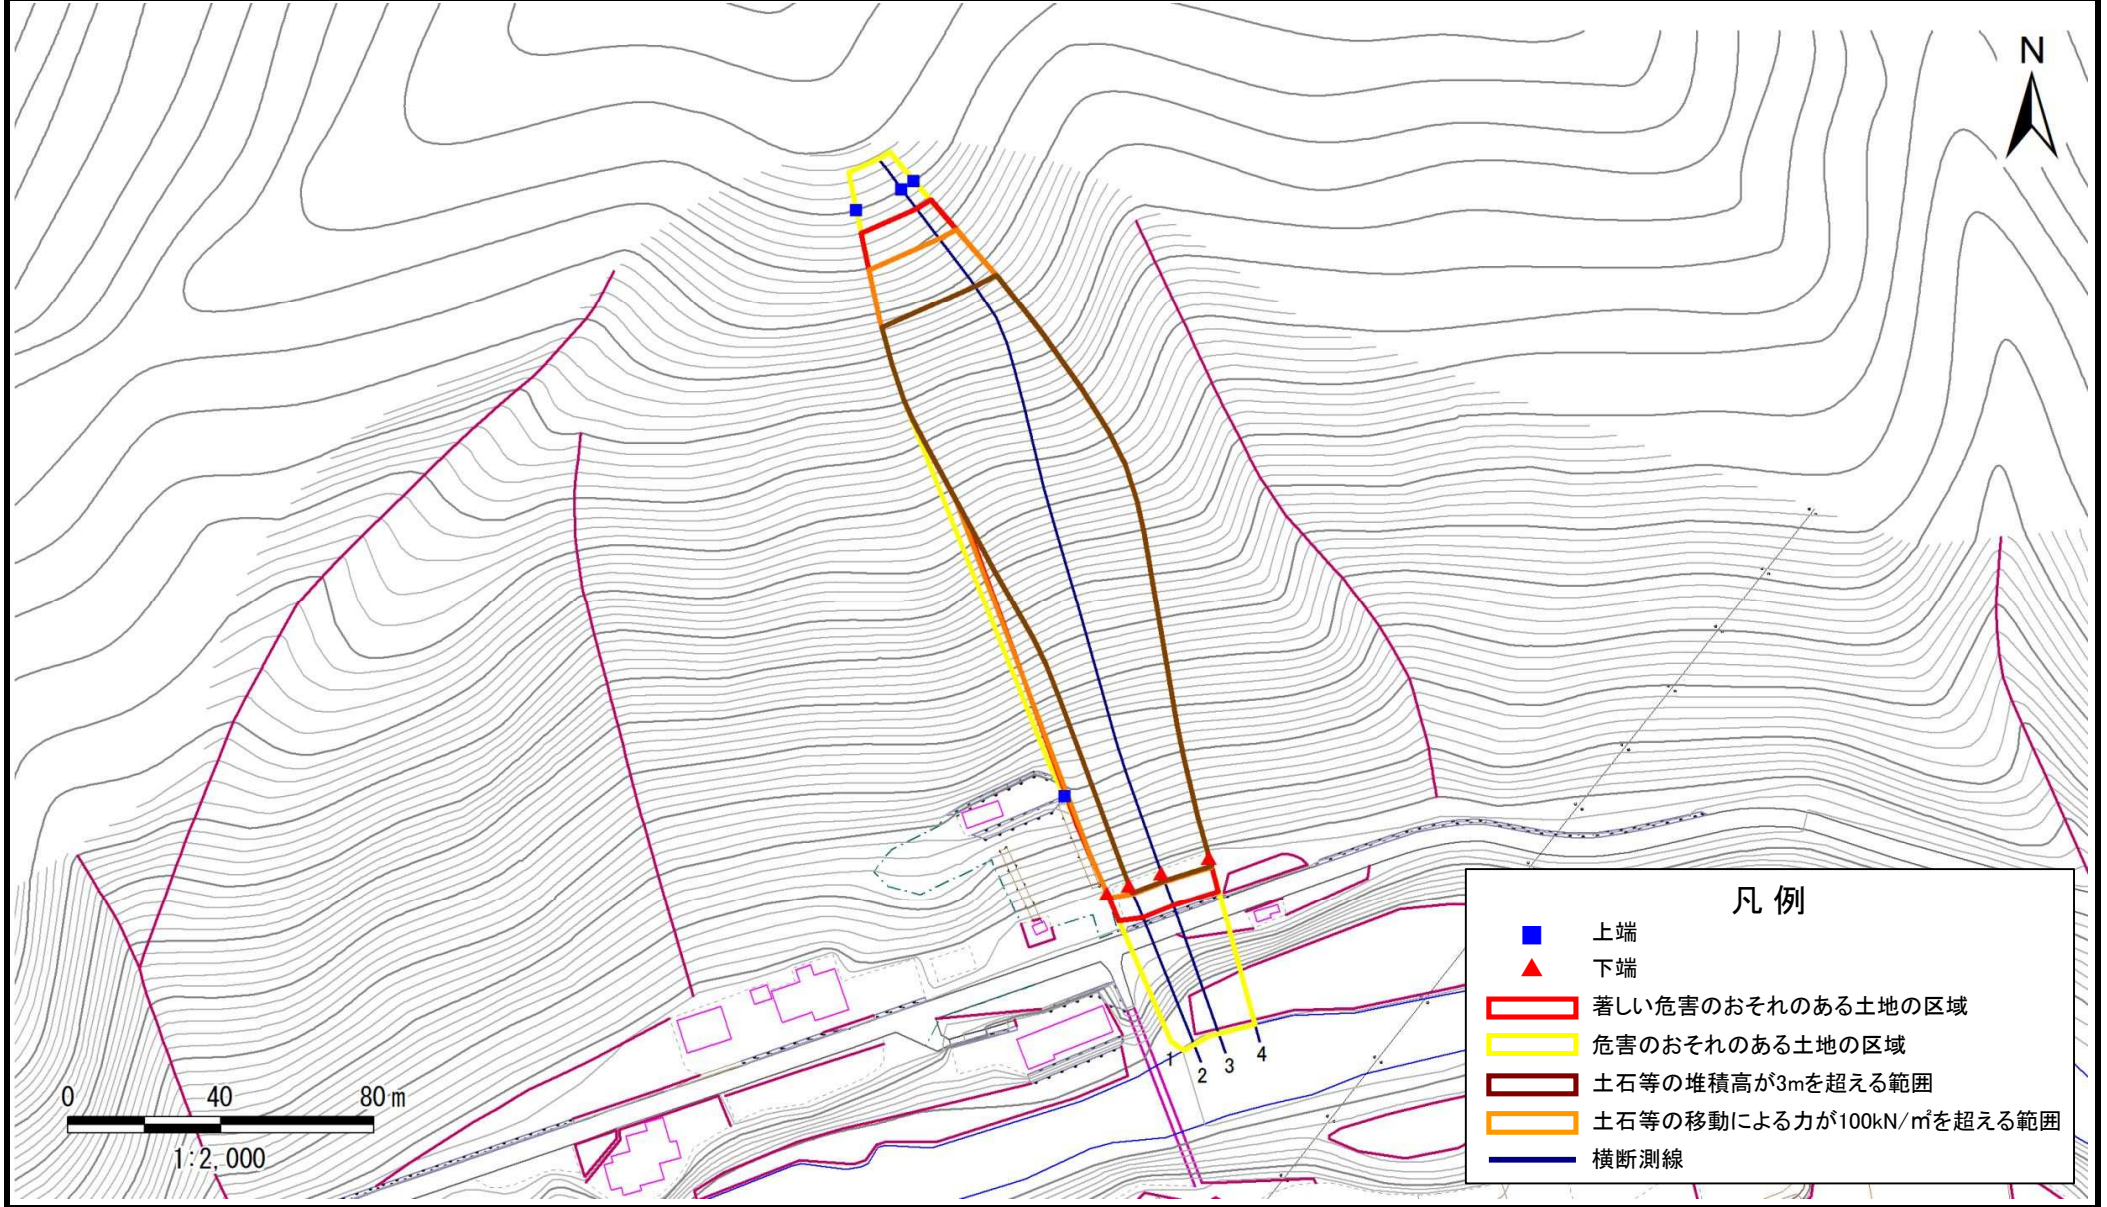 N
1
2
3
4
0 40 80 m
1:2,000
凡 例
上端
下端
著しい危害のおそれのある土地の区域
危害のおそれのある土地の区域
土石等の堆積高が3mを超える範囲
土石等の移動による力が100kN/㎡を超える範囲
横断測線